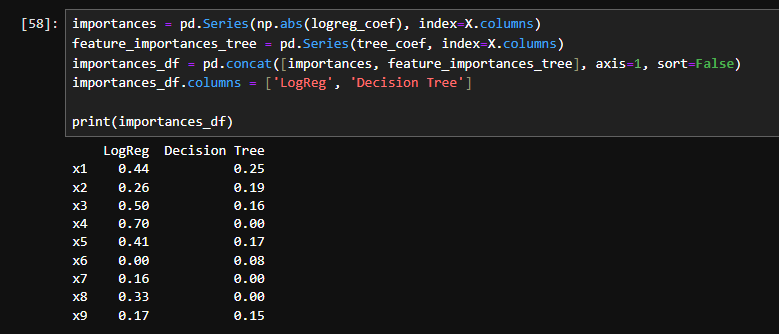 [58]: importances = pd.Series(np.abs(logreg_coef), index=X.columns)
feature_importances_tree = pd.Series(tree_coef, index=X.columns)
importances_df = pd.concat([importances, feature_importances_tree], axis=1, sort=False)
importances_df.columns = ['LogReg', 'Decision Tree']
print(importances_df)
LogReg Decision Tree
x1 0.44 0.25
x2 0.26 0.19
x3 0.50 0.16
x4 0.70 0.00
x5 0.41 0.17
x6 0.00 0.08
x7 0.16 0.00
x8 0.33 0.00
x9 0.17 0.15